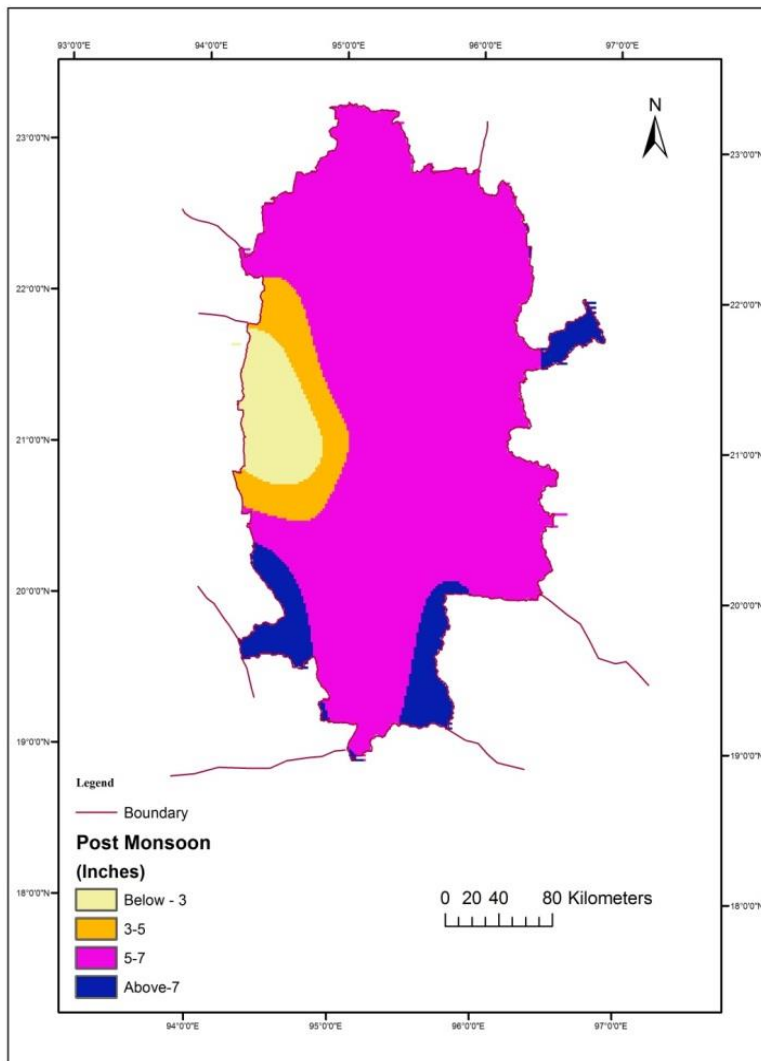 93°0'0"E 94°0'0"E 95°0'0"E 96°0'0"E 97°0'0"E
N
23°0'0"N 23°0'0"N
22°0'0"N 22°0'0"N
21°0'0"N 21°0'0"N
20°0'0"N 20°0'0"N
19°0'0"N 19°0'0"N
Legend
Boundary
Post Monsoon
(Inches)
Below - 3
3-5
5-7
Above-7
0 20 40 80 Kilometers
18°0'0"N 18°0'0"N
94°0'0"E 95°0'0"E 96°0'0"E 97°0'0"E